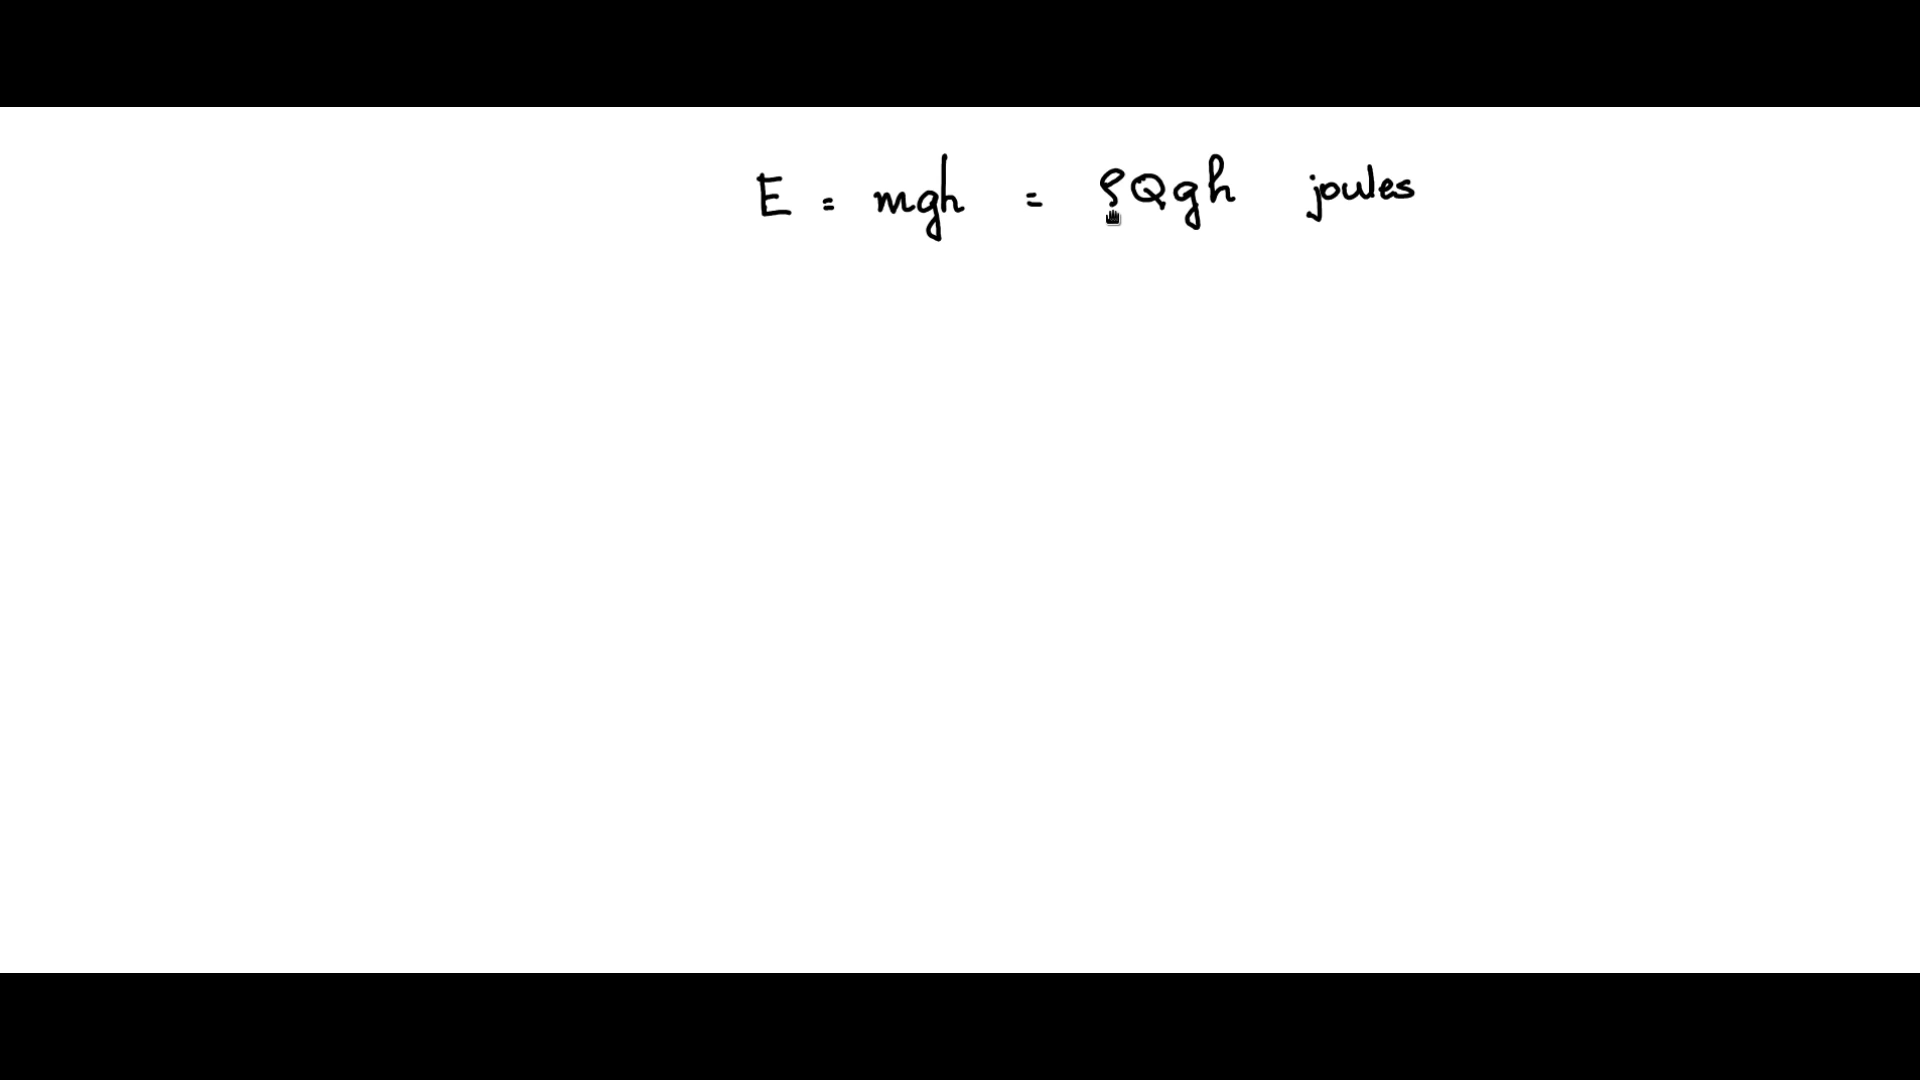 E = mgh = ρQgh joules